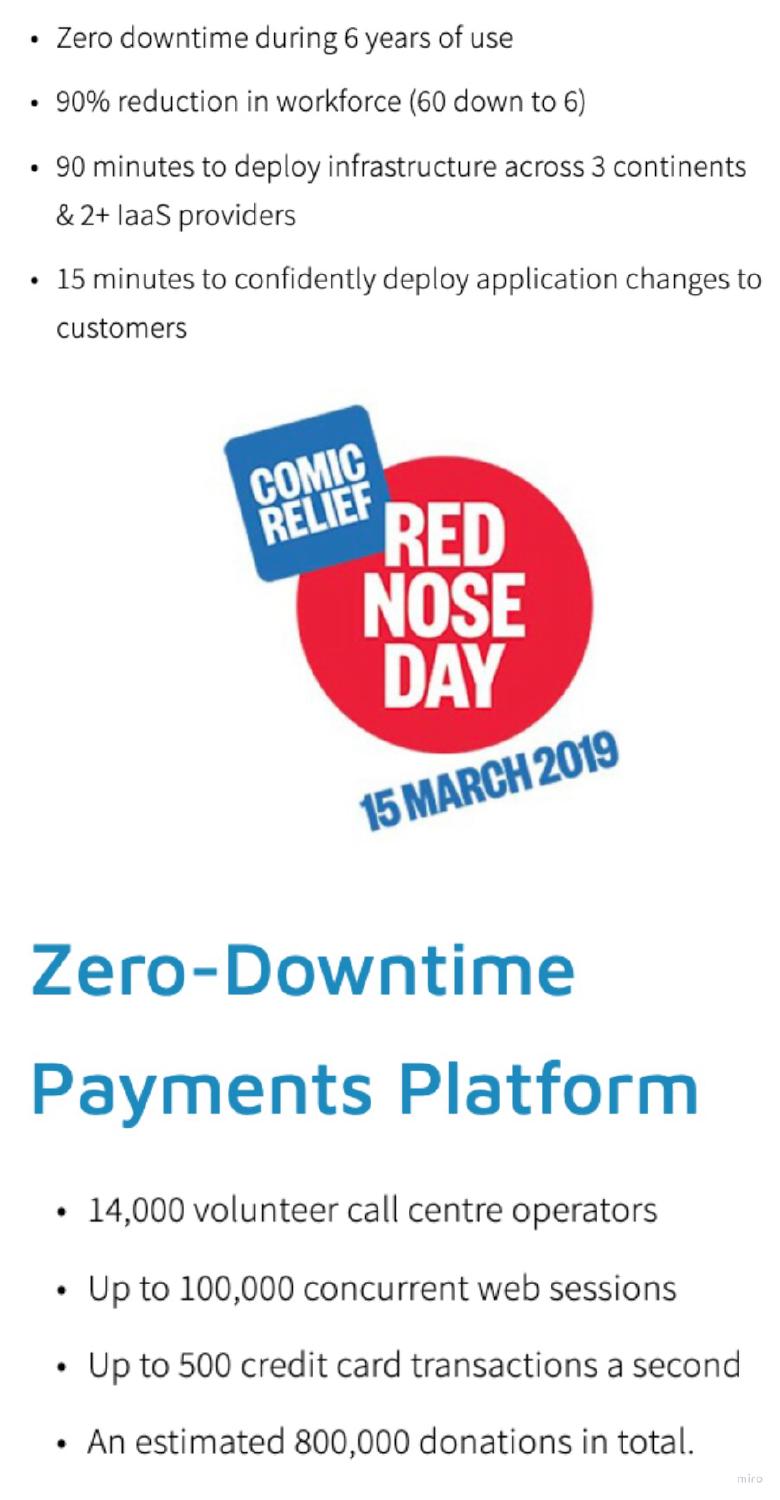 • Zero downtime during 6 years of use
• 90% reduction in workforce (60 down to 6)
• 90 minutes to deploy infrastructure across 3 continents
& 2+ IaaS providers
• 15 minutes to confidently deploy application changes to
customers
COMIC
RELIEF
RED
NOSE
DAY
15 MARCH 2019
Zero-Downtime
Payments Platform
• 14,000 volunteer call centre operators
• Up to 100,000 concurrent web sessions
• Up to 500 credit card transactions a second
• An estimated 800,000 donations in total.
miro